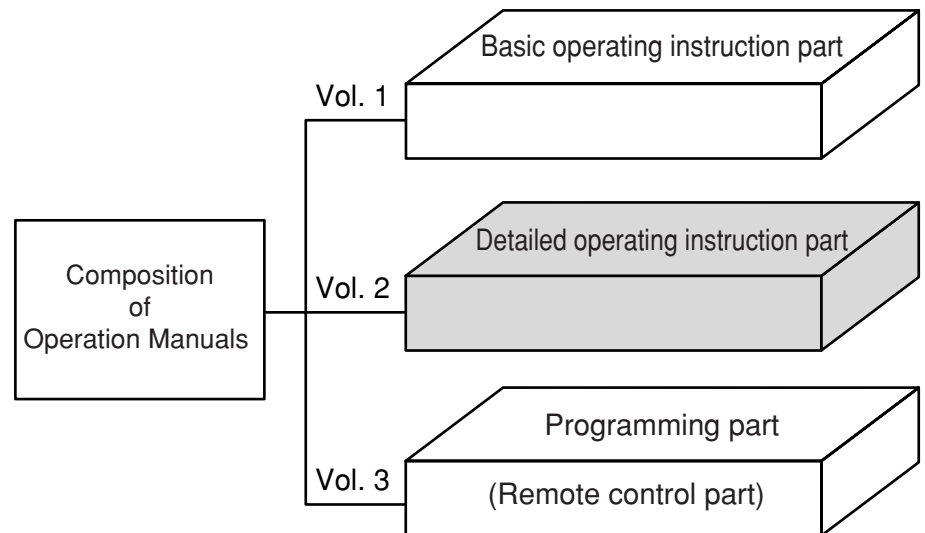 Composition
of
Operation Manuals
Vol. 1
Basic operating instruction part
Vol. 2
Detailed operating instruction part
Vol. 3
Programming part
(Remote control part)